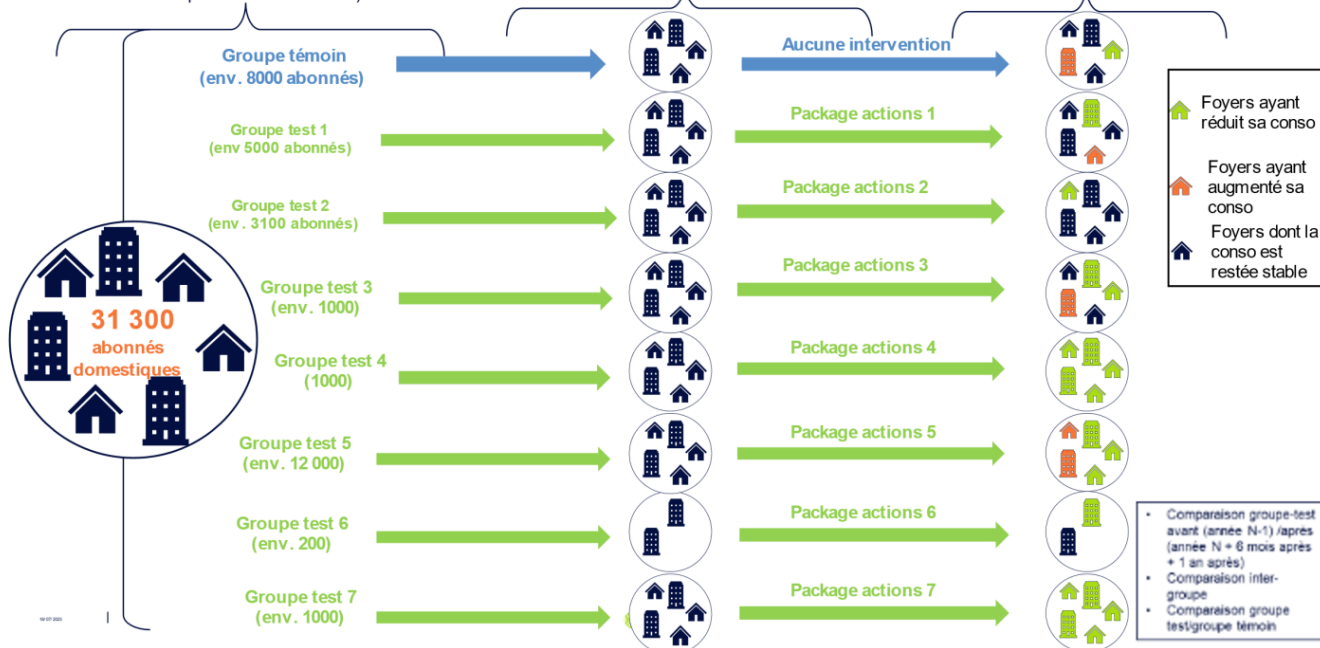 Groupe témoin
(env. 8000 abonnés)
Aucune intervention
Groupe test 1
(env 5000 abonnés)
Package actions 1
Groupe test 2
(env. 3100 abonnés)
Package actions 2
Groupe test 3
(env. 1000)
Package actions 3
31 300
abonnés
domestiques
Groupe test 4
(1000)
Package actions 4
Groupe test 5
(env. 12 000)
Package actions 5
Groupe test 6
(env. 200)
Package actions 6
Groupe test 7
(env. 1000)
Package actions 7
Foyers ayant
réduit sa conso
Foyers ayant
augmenté sa
conso
Foyers dont la
conso est
restée stable
• Comparaison groupe-test
avant (année N-1) /après
(année N + 6 mois après
+ 1 an après)
• Comparaison inter-
groupe
• Comparaison groupe
test/groupe témoin